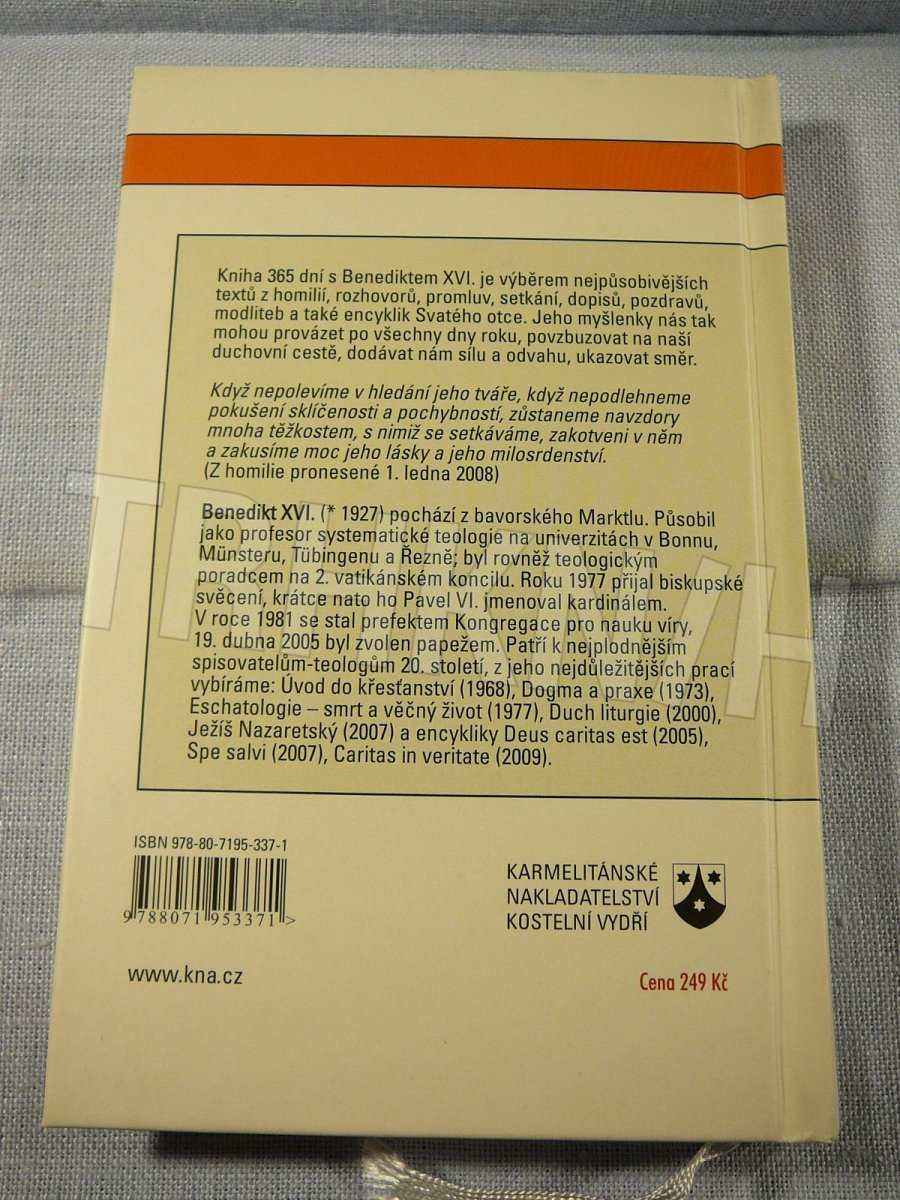 Kniha 365 dní s Benediktem XVI. je výběrem nejpůsobivějších
textů z homilií, rozhovorů, promluv, setkání, dopisů, pozdravů,
modliteb a také encyklik Svatého otce. Jeho myšlenky nás tak
mohou provázet po všechny dny roku, povzbuzovat na naší
duchovní cestě, dodávat nám sílu a odvahu, ukazovat směr.
Když nepolevíme v hledání jeho tváře, když nepodlehneme
pokušení sklíčenosti a pochybností, zůstaneme navzdory
mnoha těžkostem, s nimiž se setkáváme, zakotveni v něm
a zakusíme moc jeho lásky a jeho milosrdenství.
(Z homilie pronesené 1. ledna 2008)
Benedikt XVI. (* 1927) pochází z bavorského Marktlu. Působil
jako profesor systematické teologie na univerzitách v Bonnu,
Münsteru, Tübingenu a Řezně; byl rovněž teologickým
poradcem na 2. vatikánském koncilu. Roku 1977 přijal biskupské
svěcení, krátce nato ho Pavel VI. jmenoval kardinálem.
V roce 1981 se stal prefektem Kongregace pro nauku víry,
19. dubna 2005 byl zvolen papežem. Patří k nejplodnějším
spisovatelům-teologům 20. století, z jeho nejdůležitějších prací
vybíráme: Úvod do křesťanství (1968), Dogma a praxe (1973),
Eschatologie – smrt a věčný život (1977), Duch liturgie (2000),
Ježíš Nazaretský (2007) a encykliky Deus caritas est (2005),
Spe salvi (2007), Caritas in veritate (2009).
ISBN 978-80-7195-337-1
9 788071 953371 >
KARMELITÁNSKÉ
NAKLADATELSTVÍ
KOSTELNÍ VYDŘÍ
www.kna.cz
Cena 249 Kč